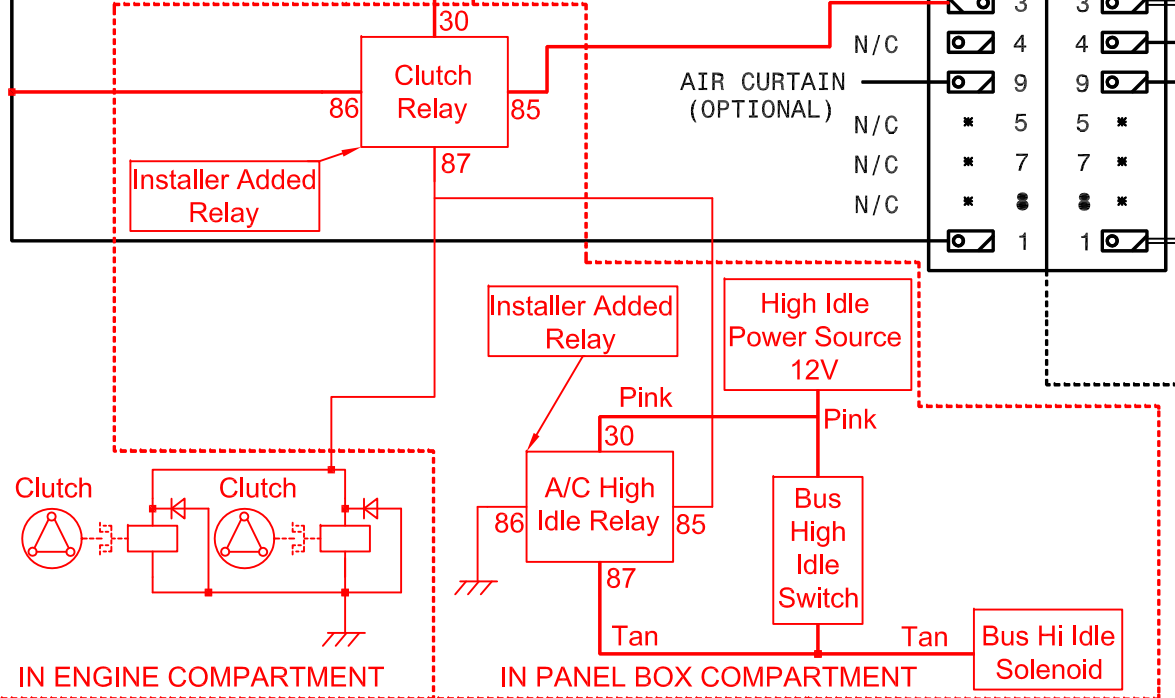 30
3
3
N/C
4
4
Clutch
Relay
AIR CURTAIN
(OPTIONAL)
9
9
86
85
N/C
5
5
87
N/C
7
7
Installer Added
Relay
N/C
8
8
1
1
Installer Added
Relay
High Idle
Power Source
12V
Pink
Pink
30
Clutch
Clutch
A/C High
Idle Relay
86
85
Bus
High
Idle
Switch
87
Tan
Tan
Bus Hi Idle
Solenoid
IN ENGINE COMPARTMENT
IN PANEL BOX COMPARTMENT